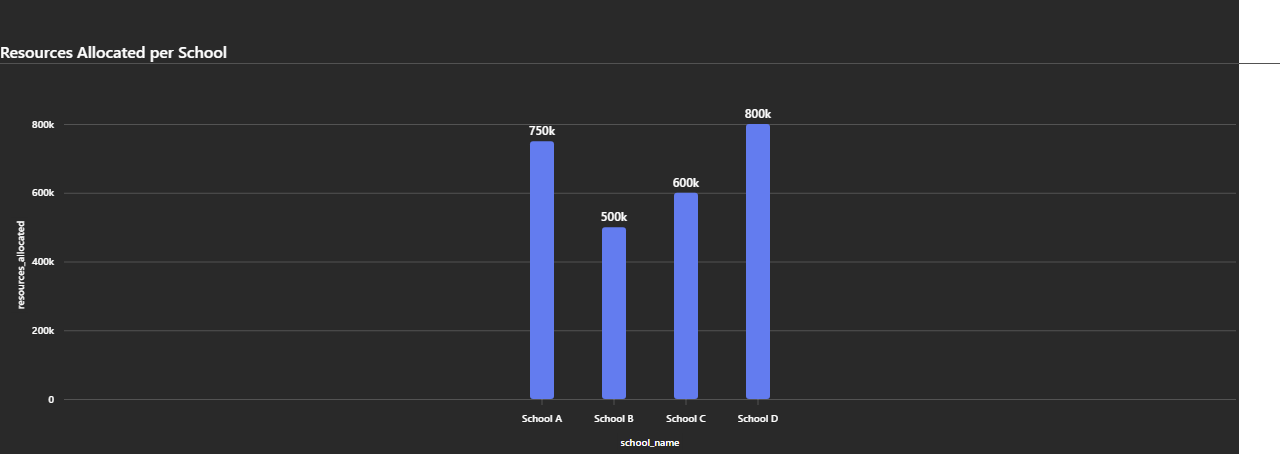 Resources Allocated per School
800k
600k
400k
200k
0
resources_allocated
750k
500k
600k
800k
School A
School B
School C
School D
school_name